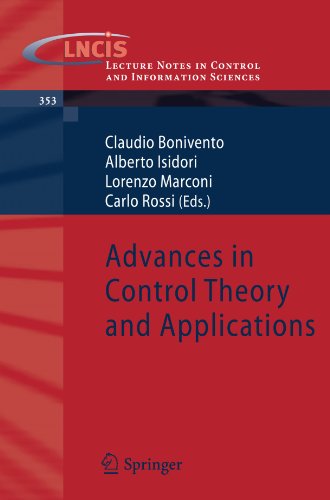 LNCIS
Lecture Notes in Control
and Information Sciences
353
Claudio Bonivento
Alberto Isidori
Lorenzo Marconi
Carlo Rossi (Eds.)
Advances in
Control Theory
and Applications
Springer